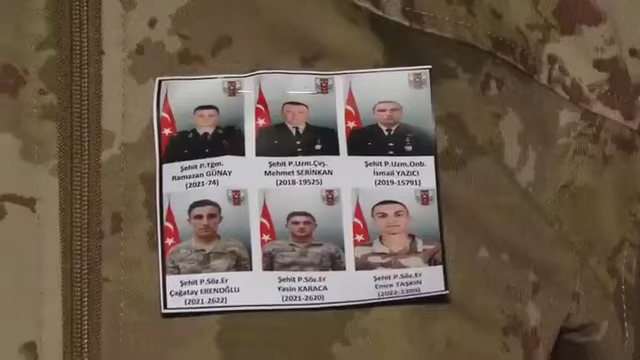 Şehit P.Tğm.
Ramazan GÜNAY
(2021-74)
Şehit P.Uzm.Çvş.
Mehmet SERİNKAN
(2018-19525)
Şehit P.Uzm.Onb.
İsmail YAZICI
(2019-15791)
Şehit P.Söz.Er
Çağatay ERENOĞLU
(2021-2622)
Şehit P.Söz.Er
Yasin KARACA
(2021-2620)
Şehit P.Söz.Er
Emre TAŞKIN